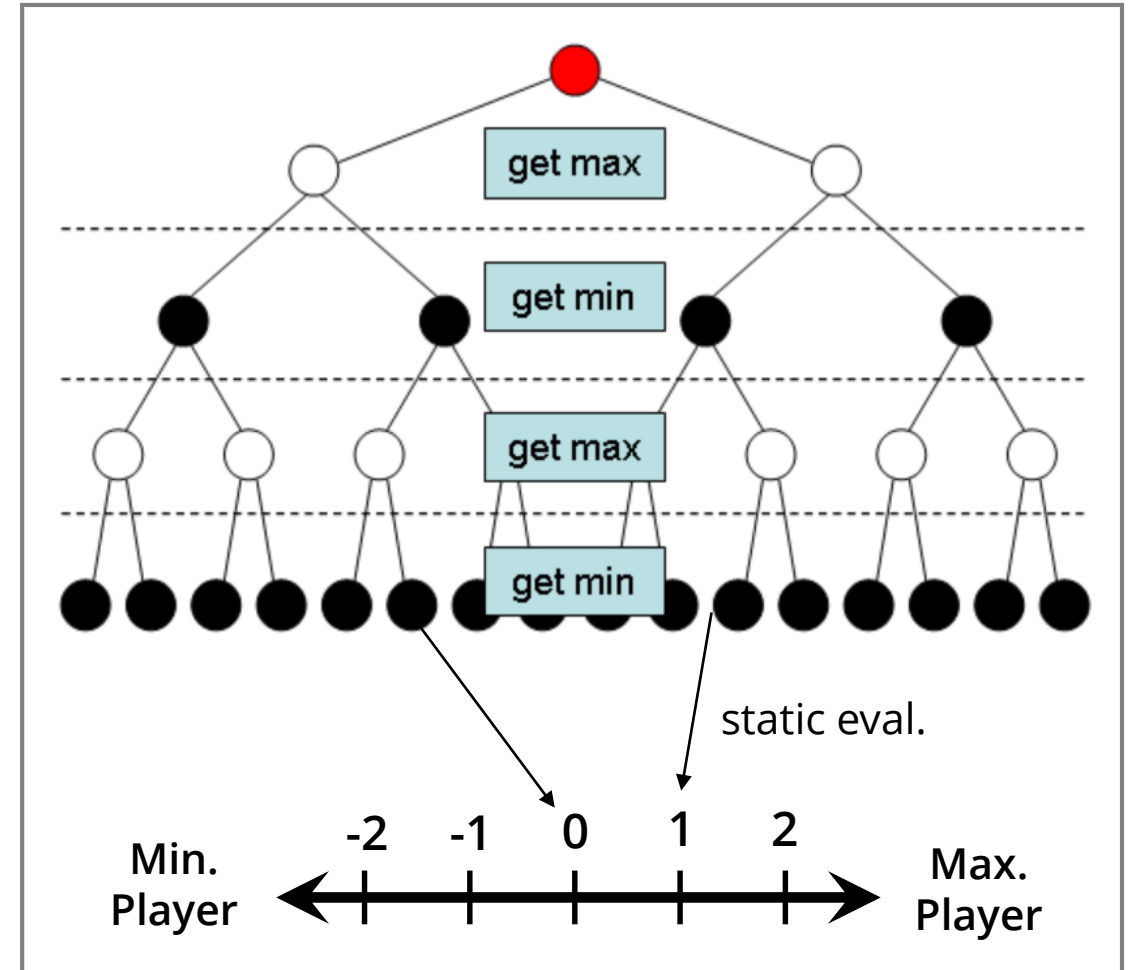 get max
get min
get max
get min
static eval.
-2 -1 0 1 2
Min.
Player
Max.
Player